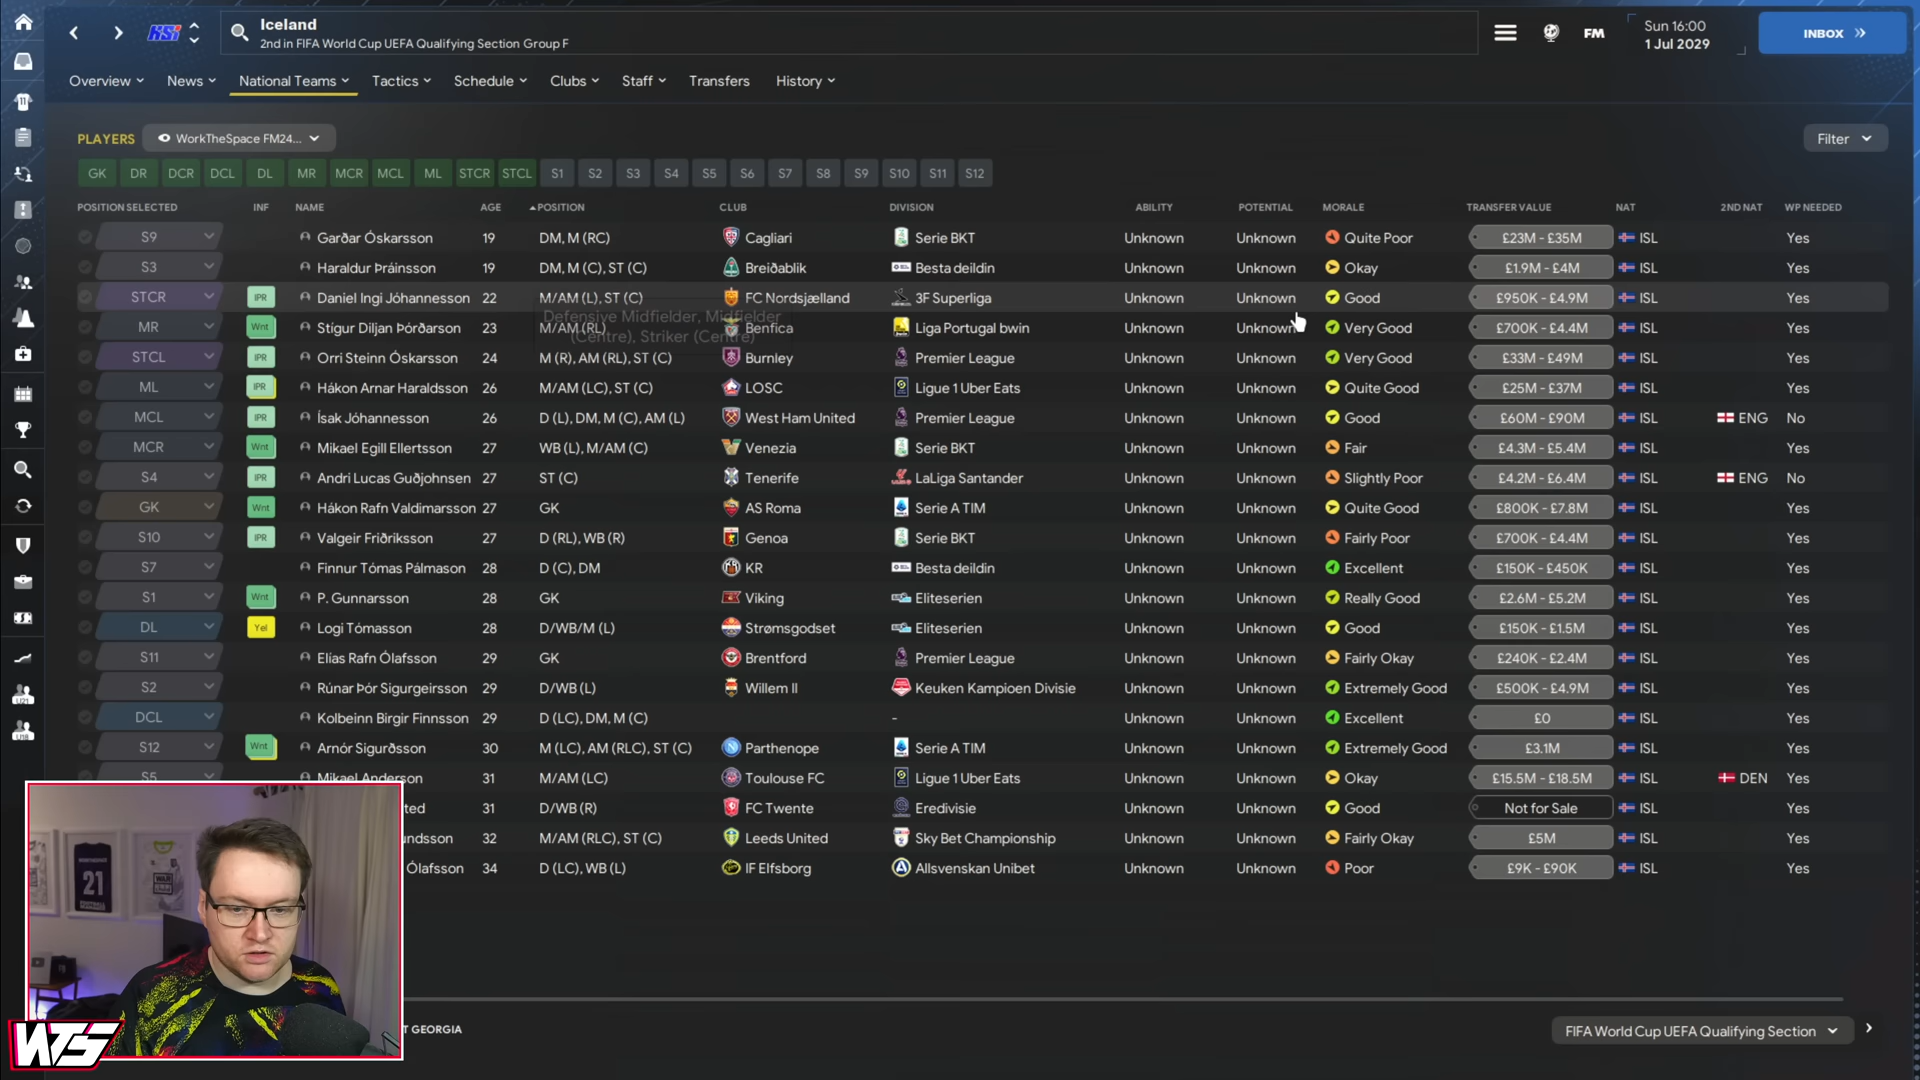 KSÍ
Iceland
2nd in FIFA World Cup UEFA Qualifying Section Group F
FM
Sun 16:00
1 Jul 2029
INBOX
Overview News National Teams Tactics Schedule Clubs Staff Transfers History
PLAYERS WorkTheSpace FM24... Filter
GK DR DCR DCL DL MR MCR MCL ML STCR STCL S1 S2 S3 S4 S5 S6 S7 S8 S9 S10 S11 S12
POSITION SELECTED INF NAME AGE POSITION CLUB DIVISION ABILITY POTENTIAL MORALE TRANSFER VALUE NAT 2ND NAT WP NEEDED
S9 Garðar Óskarsson 19 DM, M (RC) Cagliari Serie BKT Unknown Unknown Quite Poor £23M - £35M ISL Yes
S3 Haraldur Þráinsson 19 DM, M (C), ST (C) Breiðablik Besta deildin Unknown Unknown Okay £1.9M - £4M ISL Yes
STCR IPR Daniel Ingi Jóhannesson 22 M/AM (L), ST (C) FC Nordsjælland 3F Superliga Unknown Unknown Good £950K - £4.9M ISL Yes
Defensive Midfielder, Midfielder
(Centre), Striker (Centre)
MR Wnt Stígur Diljan Þórðarson 23 M/AM (RL) Benfica Liga Portugal bwin Unknown Unknown Very Good £700K - £4.4M ISL Yes
STCL IPR Orri Steinn Óskarsson 24 M (R), AM (RL), ST (C) Burnley Premier League Unknown Unknown Very Good £33M - £49M ISL Yes
ML IPR Hákon Arnar Haraldsson 26 M/AM (LC), ST (C) LOSC Ligue 1 Uber Eats Unknown Unknown Quite Good £25M - £37M ISL Yes
MCL IPR Ísak Jóhannesson 26 D (L), DM, M (C), AM (L) West Ham United Premier League Unknown Unknown Good £60M - £90M ISL ENG No
MCR Wnt Mikael Egill Ellertsson 27 WB (L), M/AM (C) Venezia Serie BKT Unknown Unknown Fair £4.3M - £5.4M ISL Yes
S4 IPR Andri Lucas Guðjohnsen 27 ST (C) Tenerife LaLiga Santander Unknown Unknown Slightly Poor £4.2M - £6.4M ISL ENG No
GK Wnt Hákon Rafn Valdimarsson 27 GK AS Roma Serie A TIM Unknown Unknown Quite Good £800K - £7.8M ISL Yes
S10 IPR Valgeir Friðriksson 27 D (RL), WB (R) Genoa Serie BKT Unknown Unknown Fairly Poor £700K - £4.4M ISL Yes
S7 Finnur Tómas Pálmason 28 D (C), DM KR Besta deildin Unknown Unknown Excellent £150K - £450K ISL Yes
S1 Wnt P. Gunnarsson 28 GK Viking Eliteserien Unknown Unknown Really Good £2.6M - £5.2M ISL Yes
DL Yel Logi Tómasson 28 D/WB/M (L) Strømsgodset Eliteserien Unknown Unknown Good £150K - £1.5M ISL Yes
S11 Elías Rafn Ólafsson 29 GK Brentford Premier League Unknown Unknown Fairly Okay £240K - £2.4M ISL Yes
S2 Rúnar Þór Sigurgeirsson 29 D/WB (L) Willem II Keuken Kampioen Divisie Unknown Unknown Extremely Good £500K - £4.9M ISL Yes
DCL Kolbeinn Birgir Finnsson 29 D (LC), DM, M (C) - Unknown Unknown Excellent £0 ISL Yes
S12 Wnt Arnór Sigurðsson 30 M (LC), AM (RLC), ST (C) Parthenope Serie A TIM Unknown Unknown Extremely Good £3.1M ISL Yes
S5 Mikael Anderson 31 M/AM (LC) Toulouse FC Ligue 1 Uber Eats Unknown Unknown Okay £15.5M - £18.5M ISL DEN Yes
ted 31 D/WB (R) FC Twente Eredivisie Unknown Unknown Good Not for Sale ISL Yes
undsson 32 M/AM (RLC), ST (C) Leeds United Sky Bet Championship Unknown Unknown Fairly Okay £5M ISL Yes
Ólafsson 34 D (LC), WB (L) IF Elfsborg Allsvenskan Unibet Unknown Unknown Poor £9K - £90K ISL Yes
21
WTS
T GEORGIA
FIFA World Cup UEFA Qualifying Section
U21
U18